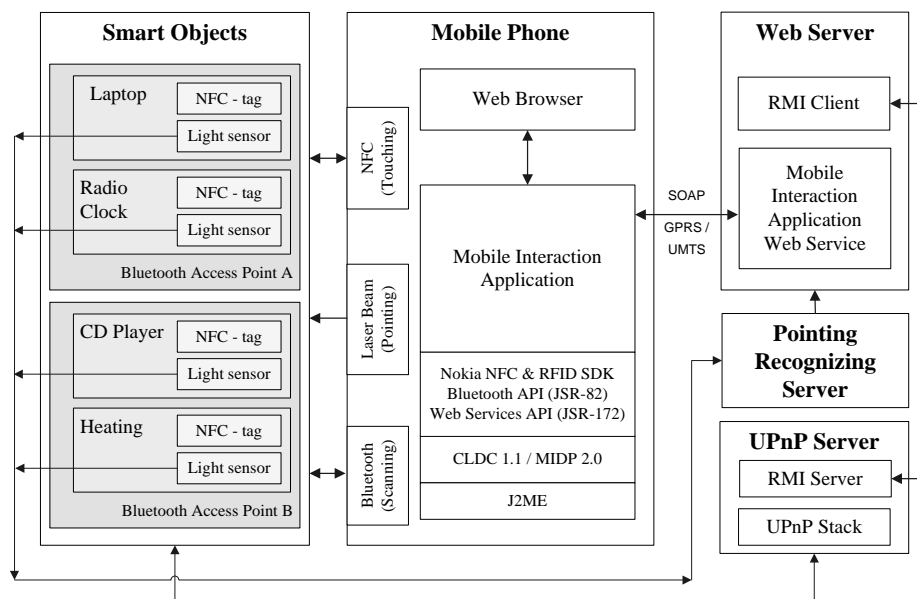 Smart Objects
Laptop
NFC - tag
Light sensor
Radio
Clock
NFC - tag
Light sensor
Bluetooth Access Point A
CD Player
NFC - tag
Light sensor
Heating
NFC - tag
Light sensor
Bluetooth Access Point B
Mobile Phone
NFC
(Touching)
Laser Beam
(Pointing)
Bluetooth
(Scanning)
Web Browser
Mobile Interaction
Application
Nokia NFC & RFID SDK
Bluetooth API (JSR-82)
Web Services API (JSR-172)
CLDC 1.1 / MIDP 2.0
J2ME
SOAP
GPRS /
UMTS
Web Server
RMI Client
Mobile
Interaction
Application
Web Service
Pointing
Recognizing
Server
UPnP Server
RMI Server
UPnP Stack